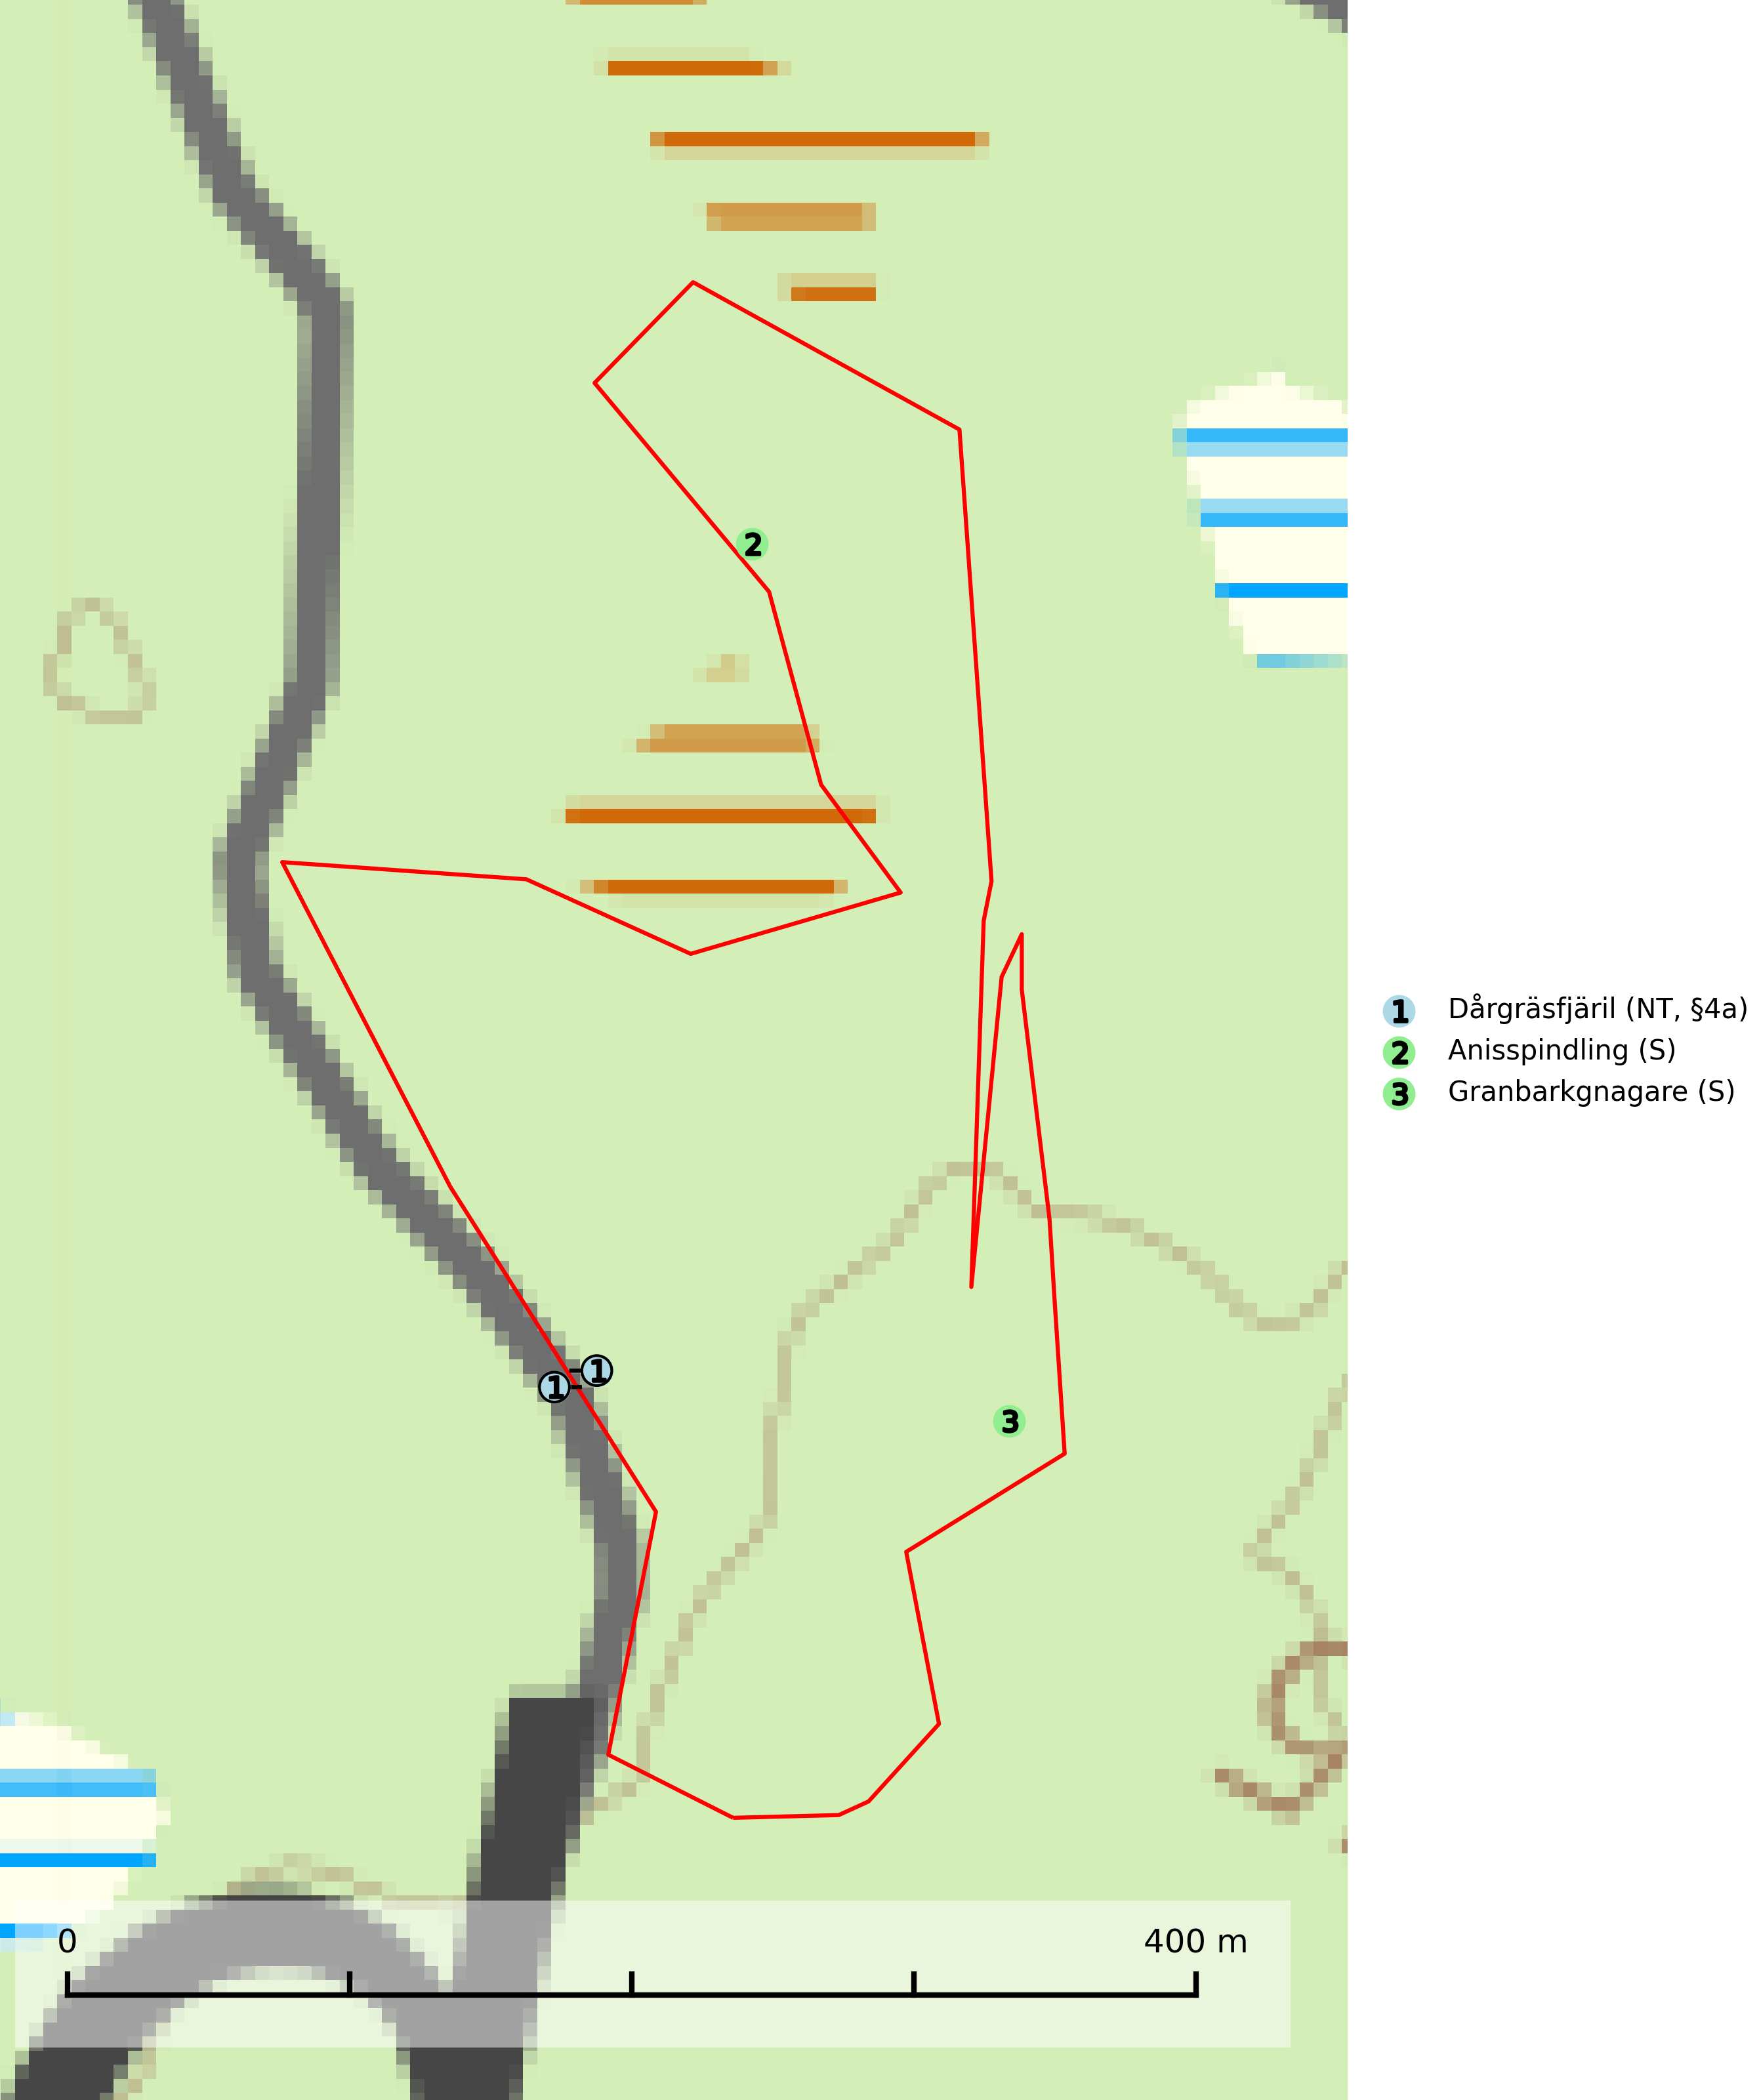 2
1
1
3
0 400 m
1 Dårgräsfjäril (NT, §4a)
2 Anisspindling (S)
3 Granbarkgnagare (S)